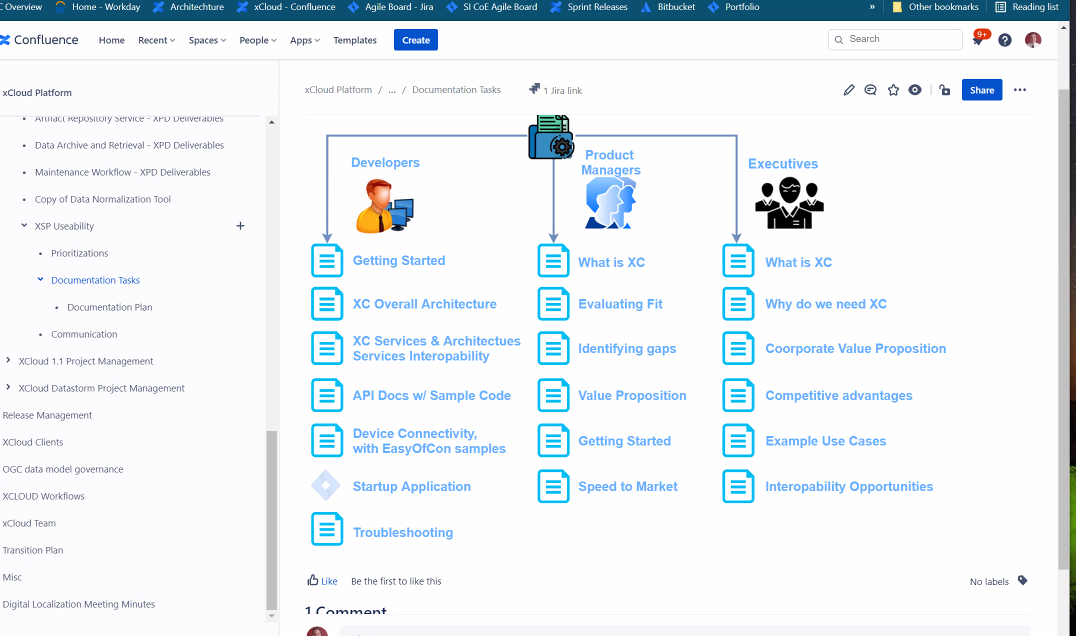 C Overview
Home - Workday
Architechture
xCloud - Confluence
Agile Board - Jira
SI CoE Agile Board
Sprint Releases
Bitbucket
Portfolio
»
Other bookmarks
Reading list
Confluence
Home
Recent
Spaces
People
Apps
Templates
Create
Search
9+
xCloud Platform
xCloud Platform / ... / Documentation Tasks
1 Jira link
Share
Artifact Repository Service - XPD Deliverables
Data Archive and Retrieval - XPD Deliverables
Maintenance Workflow - XPD Deliverables
Copy of Data Normalization Tool
XSP Useability
Prioritizations
Documentation Tasks
Documentation Plan
Communication
XCloud 1.1 Project Management
XCloud Datastorm Project Management
Release Management
XCloud Clients
OGC data model governance
XCLOUD Workflows
xCloud Team
Transition Plan
Misc
Digital Localization Meeting Minutes
Developers
Getting Started
XC Overall Architecture
XC Services & Architectues
Services Interopability
API Docs w/ Sample Code
Device Connectivity,
with EasyOfCon samples
Startup Application
Troubleshooting
Product
Managers
What is XC
Evaluating Fit
Identifying gaps
Value Proposition
Getting Started
Speed to Market
Executives
What is XC
Why do we need XC
Coorporate Value Proposition
Competitive advantages
Example Use Cases
Interopability Opportunities
Like
Be the first to like this
No labels
1 Comment